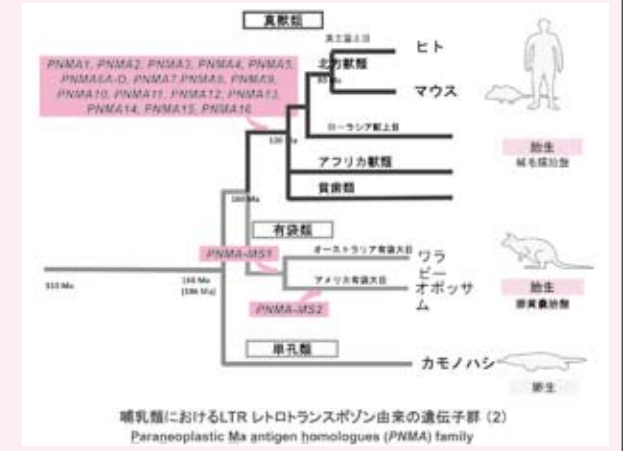 真獣類
ヒト
北方獣類
マウス
PNMA1, PNMA2, PNMA3, PNMA4, PNMA5,
PNMA6A-D, PNMA7, PNMA8, PNMA9,
PNMA10, PNMA11, PNMA12, PNMA13,
PNMA14, PNMA15, PNMA16
ローラシア獣上目
胎生
アフリカ獣類
貧歯類
有袋類
PNMA-MS1
オーストラリア有袋大目
ワラ
ビー
アメリカ有袋大目
オポッサ
ム
胎生
卵黄嚢胎盤
PNMA-MS2
単孔類
カモノハシ
卵生
哺乳類におけるLTR レトロトランスポゾン由来の遺伝子群 (2)
Paraneoplastic Ma antigen homologues (PNMA) family